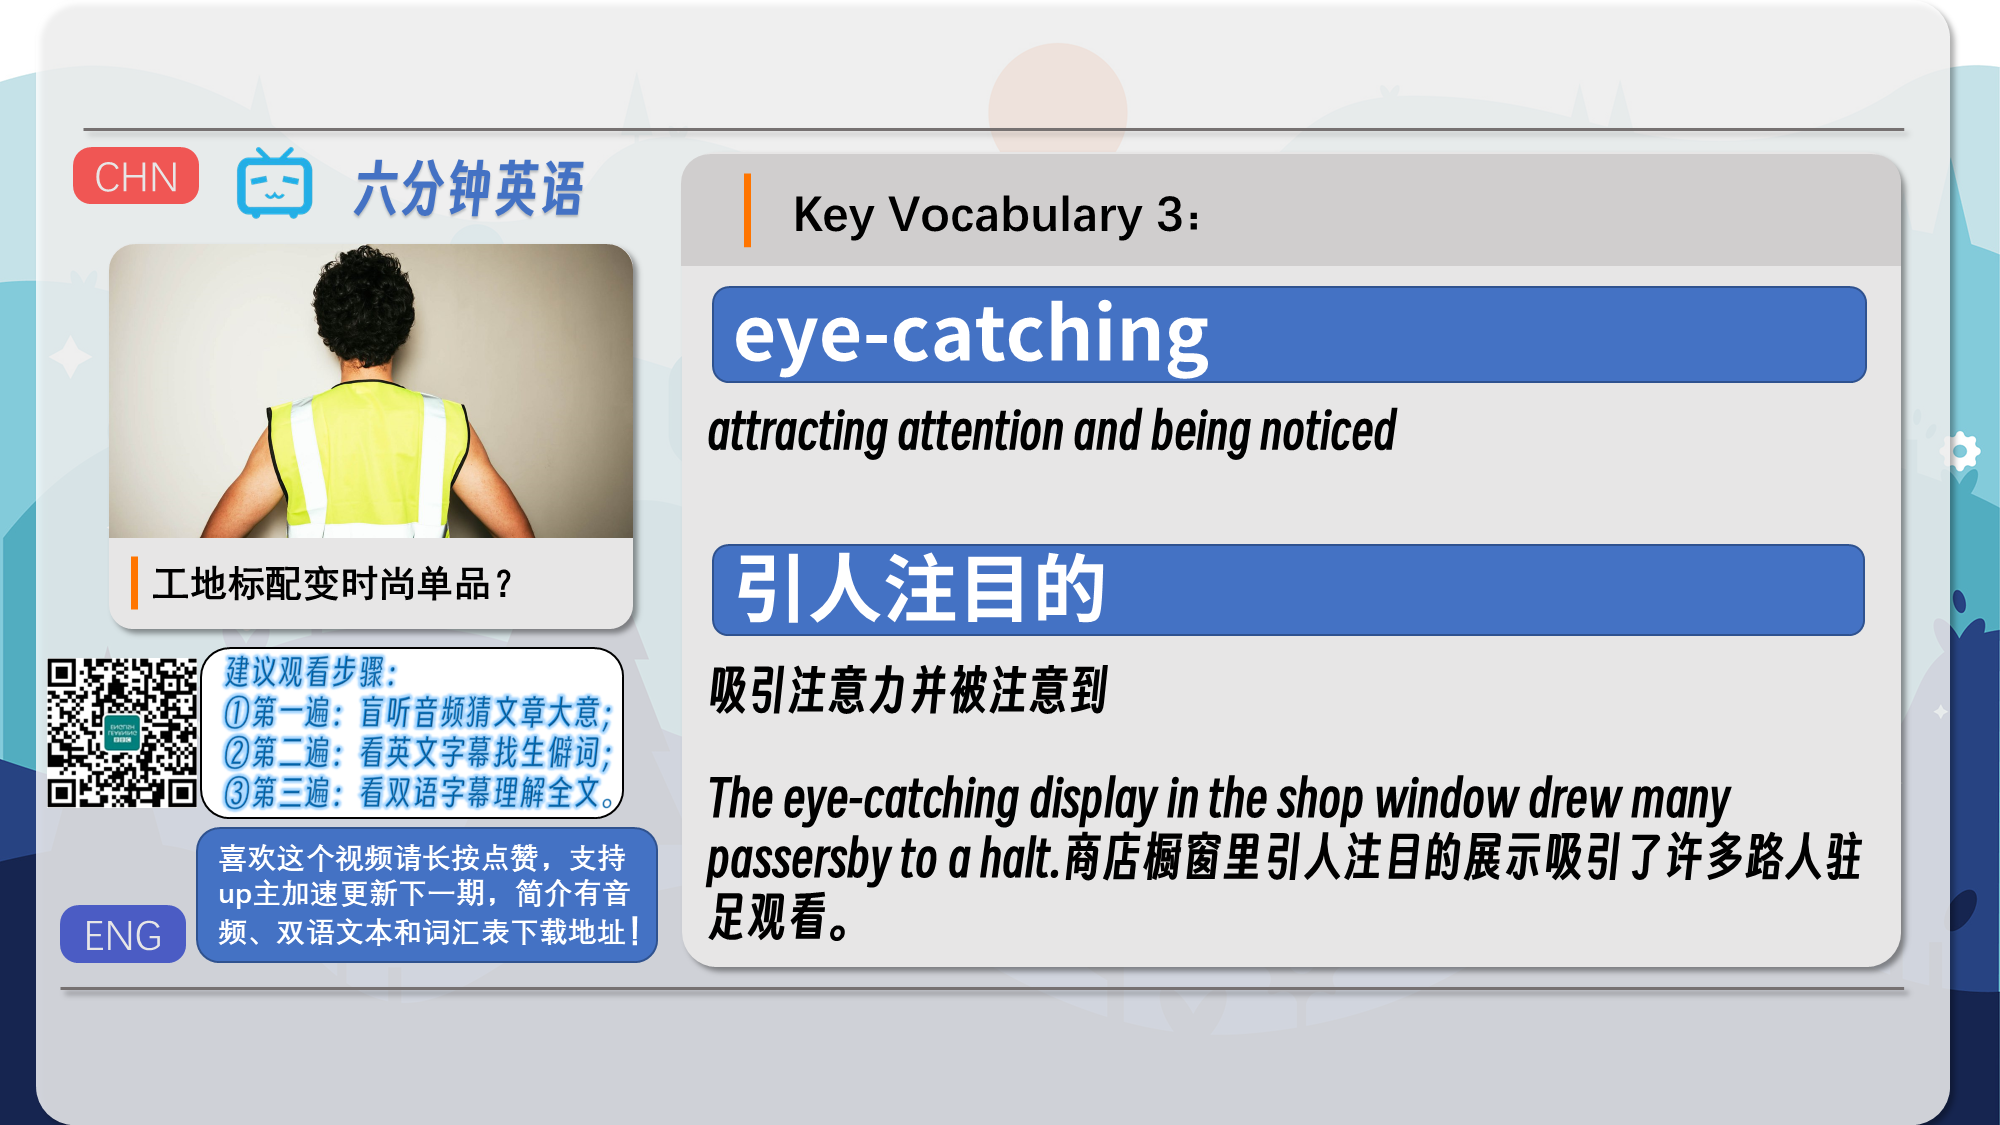 CHN
六分钟英语
工地标配变时尚单品？
建议观看步骤：
①第一遍：盲听音频猜文章大意；
②第二遍：看英文字幕找生僻词；
③第三遍：看双语字幕理解全文。
喜欢这个视频请长按点赞，支持
up主加速更新下一期，简介有音
频、双语文本和词汇表下载地址！
ENG
Key Vocabulary 3：
eye-catching
attracting attention and being noticed
引人注目的
吸引注意力并被注意到
The eye-catching display in the shop window drew many
passersby to a halt.商店橱窗里引人注目的展示吸引了许多路人驻
足观看。